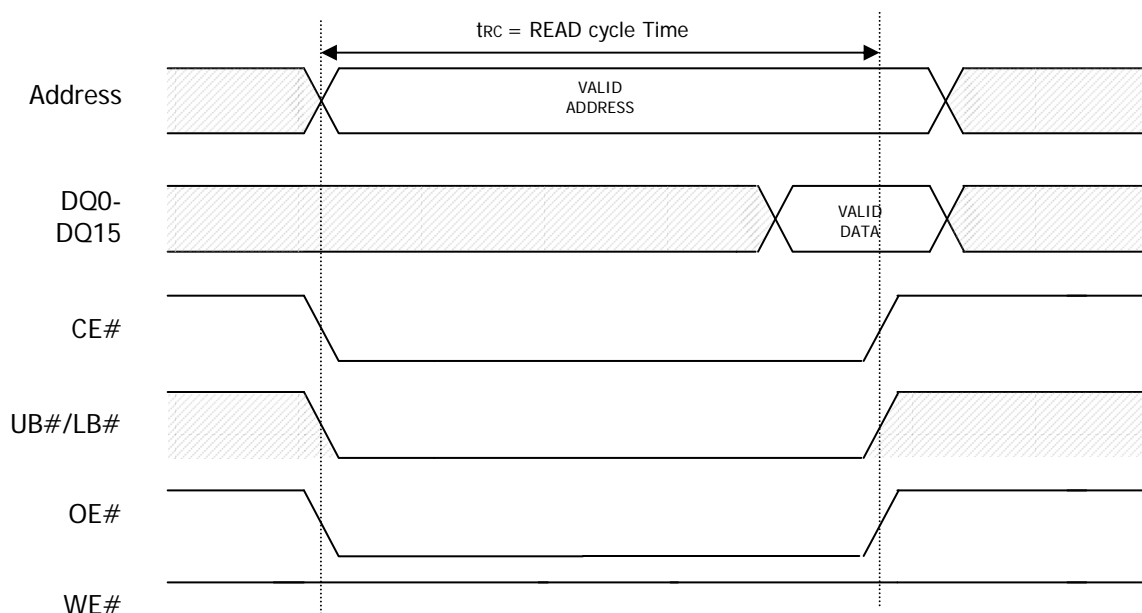 tRC = READ cycle Time
Address
VALID
ADDRESS
DQ0-
DQ15
VALID
DATA
CE#
UB#/LB#
OE#
WE#